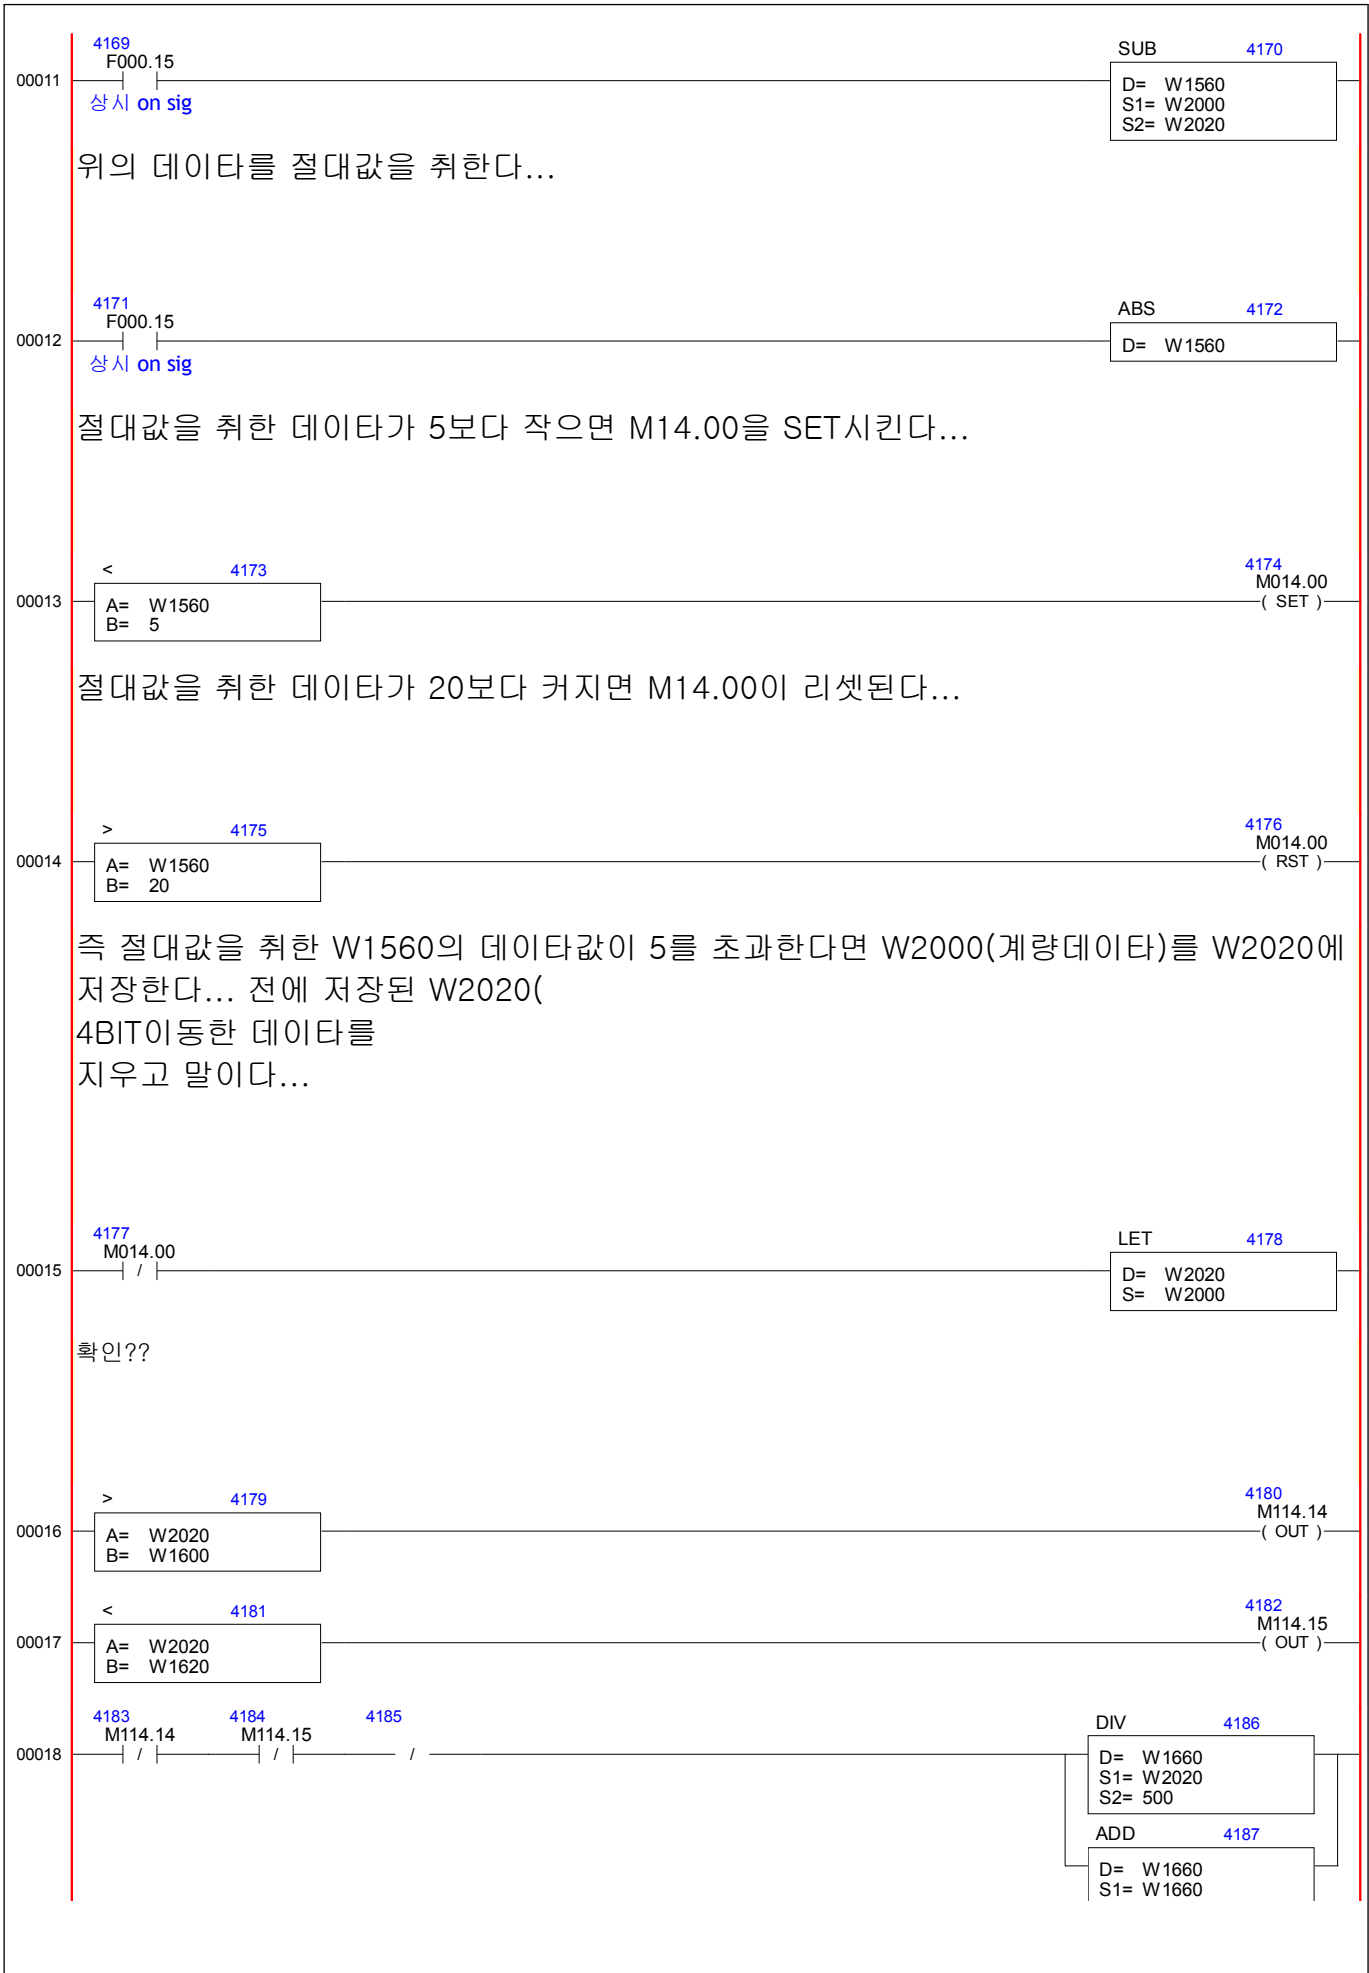 4169
F000.15
SUB 4170
00011
D= W1560
S1= W2000
S2= W2020
상시 on sig
위의 데이타를 절대값을 취한다...
4171
F000.15
ABS 4172
00012
D= W1560
상시 on sig
절대값을 취한 데이타가 5보다 작으면 M14.00을 SET시킨다...
< 4173
4174
M014.00
00013
A= W1560
B= 5
( SET )
절대값을 취한 데이타가 20보다 커지면 M14.00이 리셋된다...
> 4175
4176
M014.00
00014
A= W1560
B= 20
( RST )
즉 절대값을 취한 W1560의 데이타값이 5를 초과한다면 W2000(계량데이타)를 W2020에
저장한다... 전에 저장된 W2020(
4BIT이동한 데이타를
지우고 말이다...
4177
M014.00
LET 4178
00015
/
D= W2020
S= W2000
확인??
> 4179
4180
M114.14
00016
A= W2020
B= W1600
( OUT )
< 4181
4182
M114.15
00017
A= W2020
B= W1620
( OUT )
4183 4184 4185
M114.14 M114.15
DIV 4186
00018
/ / /
D= W1660
S1= W2020
S2= 500
ADD 4187
D= W1660
S1= W1660